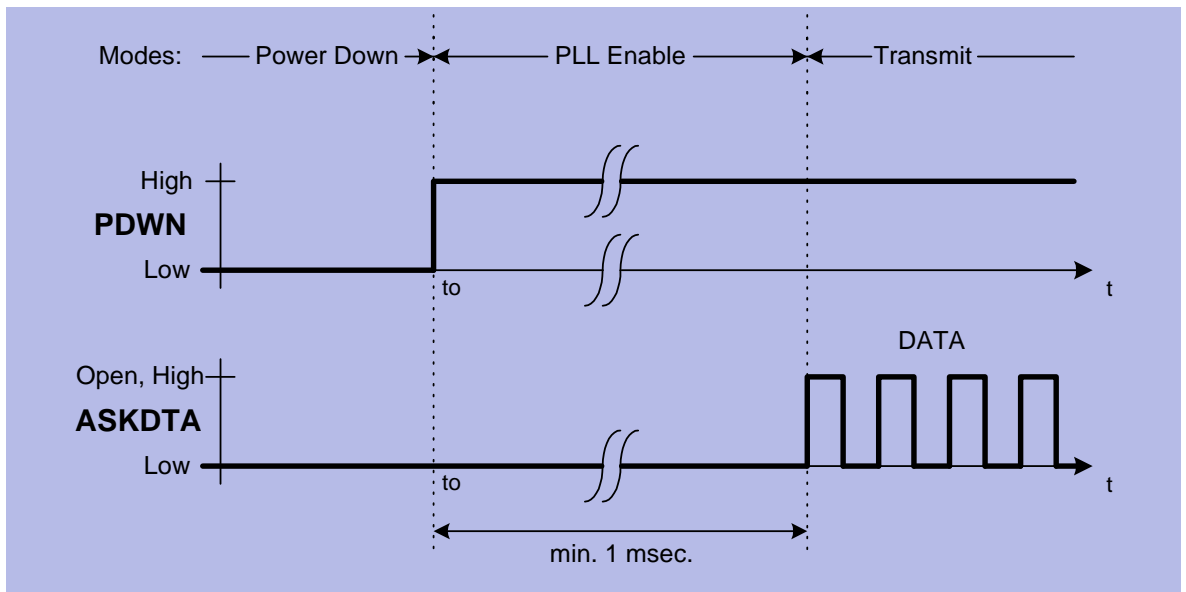 Modes: Power Down PLL Enable Transmit
High
PDWN
Low
to
t
DATA
Open, High
ASKDTA
Low
to
t
min. 1 msec.